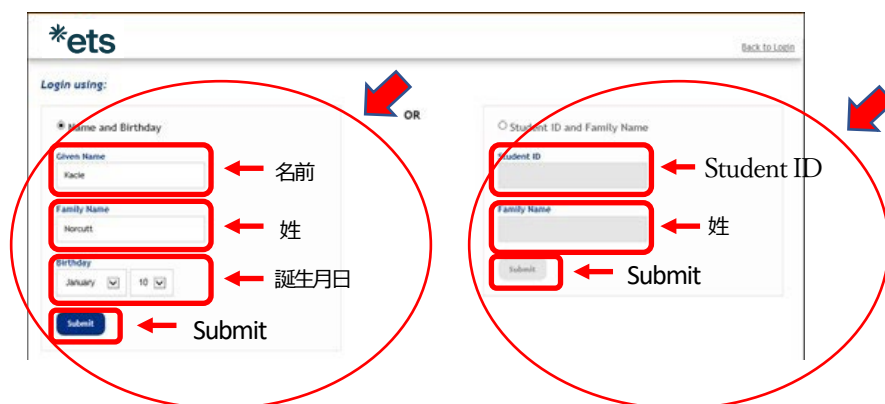 *ets
Back to Login
Login using:
OR
Name and Birthday
Given Name
Kacie
名前
Family Name
Norcutt
姓
Birthday
January 10
誕生月日
Submit
Submit
Student ID and Family Name
Student ID
Student ID
Family Name
姓
Submit
Submit